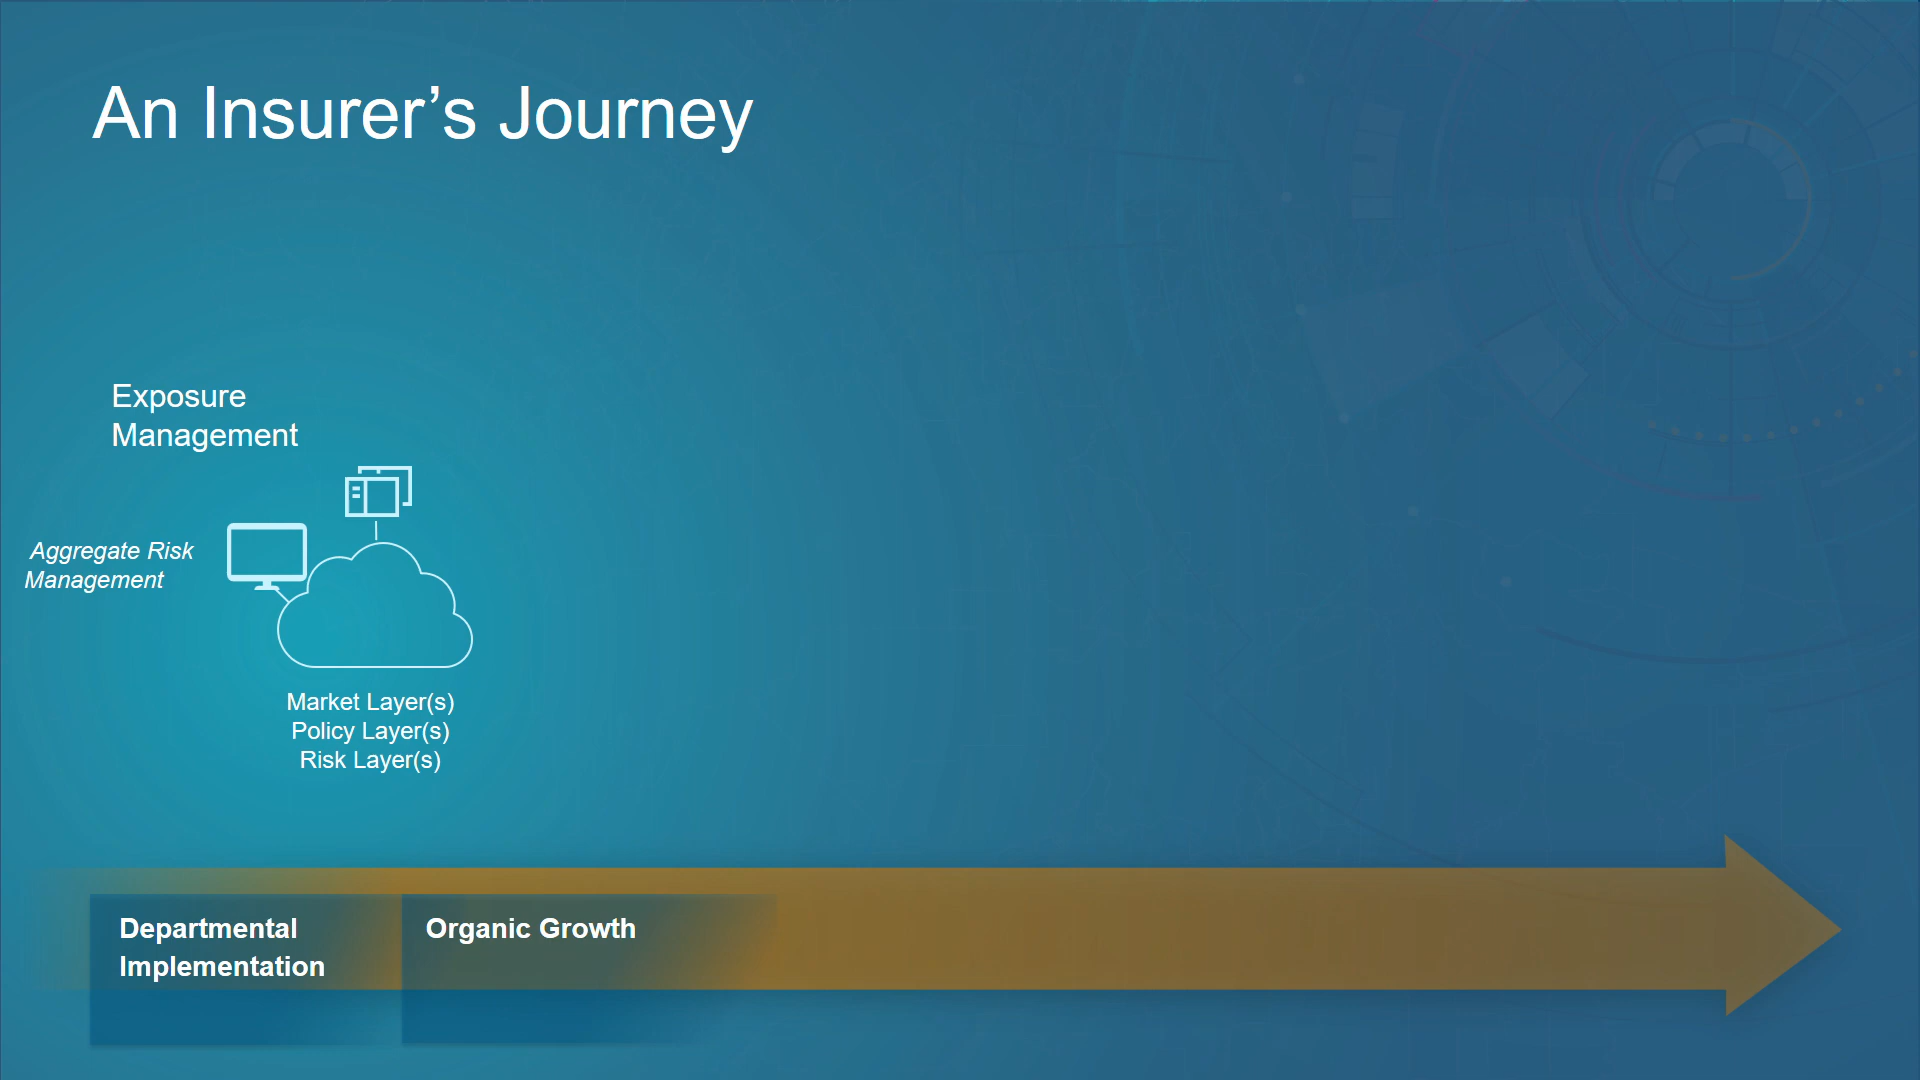 An Insurer’s Journey
Exposure
Management
Aggregate Risk
Management
Market Layer(s)
Policy Layer(s)
Risk Layer(s)
Departmental
Implementation
Organic Growth